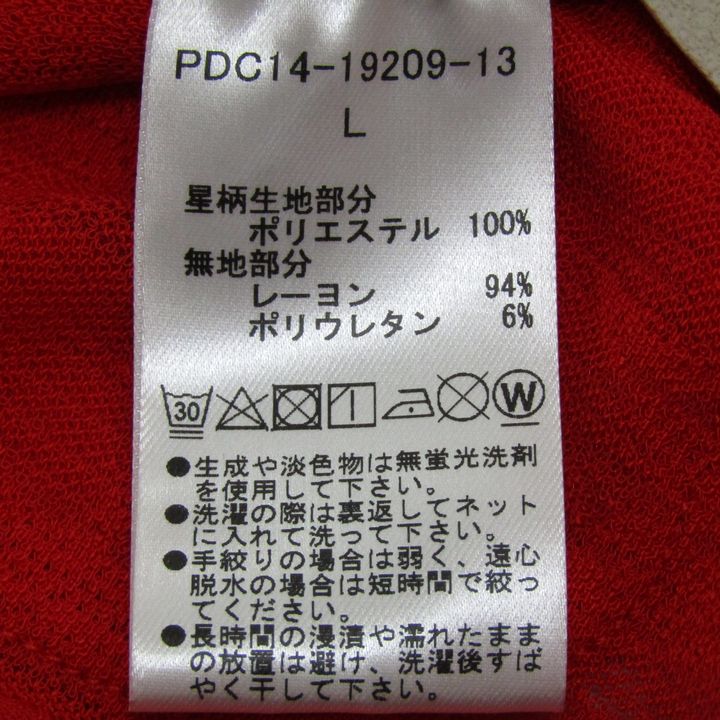 PDC14-19209-13
L
星柄生地部分
ポリエステル 100%
無地部分
レーヨン 94%
ポリウレタン 6%
30 W
●生成や淡色物は無蛍光洗剤
を使用して下さい。
●洗濯の際は裏返してネット
に入れて洗って下さい。
●手絞りの場合は弱く、遠心
脱水の場合は短時間で絞っ
てください。
●長時間の浸漬や濡れたまま
の放置は避け、洗濯後すば
やく干して下さい。